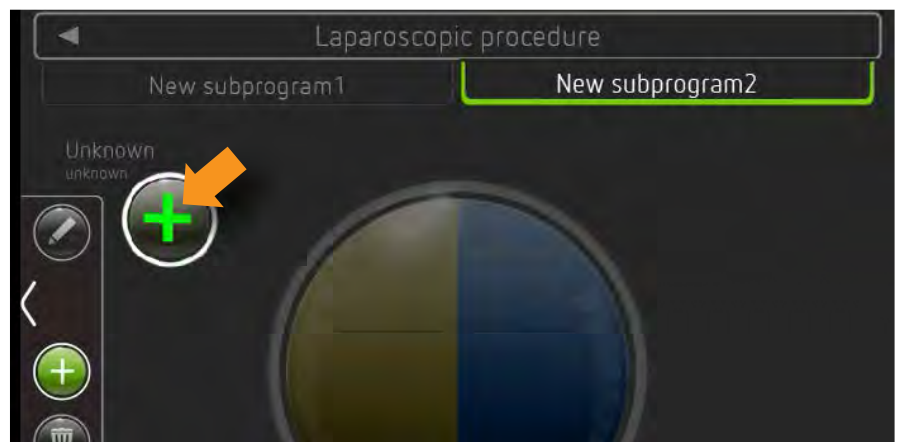 Laparoscopic procedure
New subprogram1
New subprogram2
Unknown
unknown